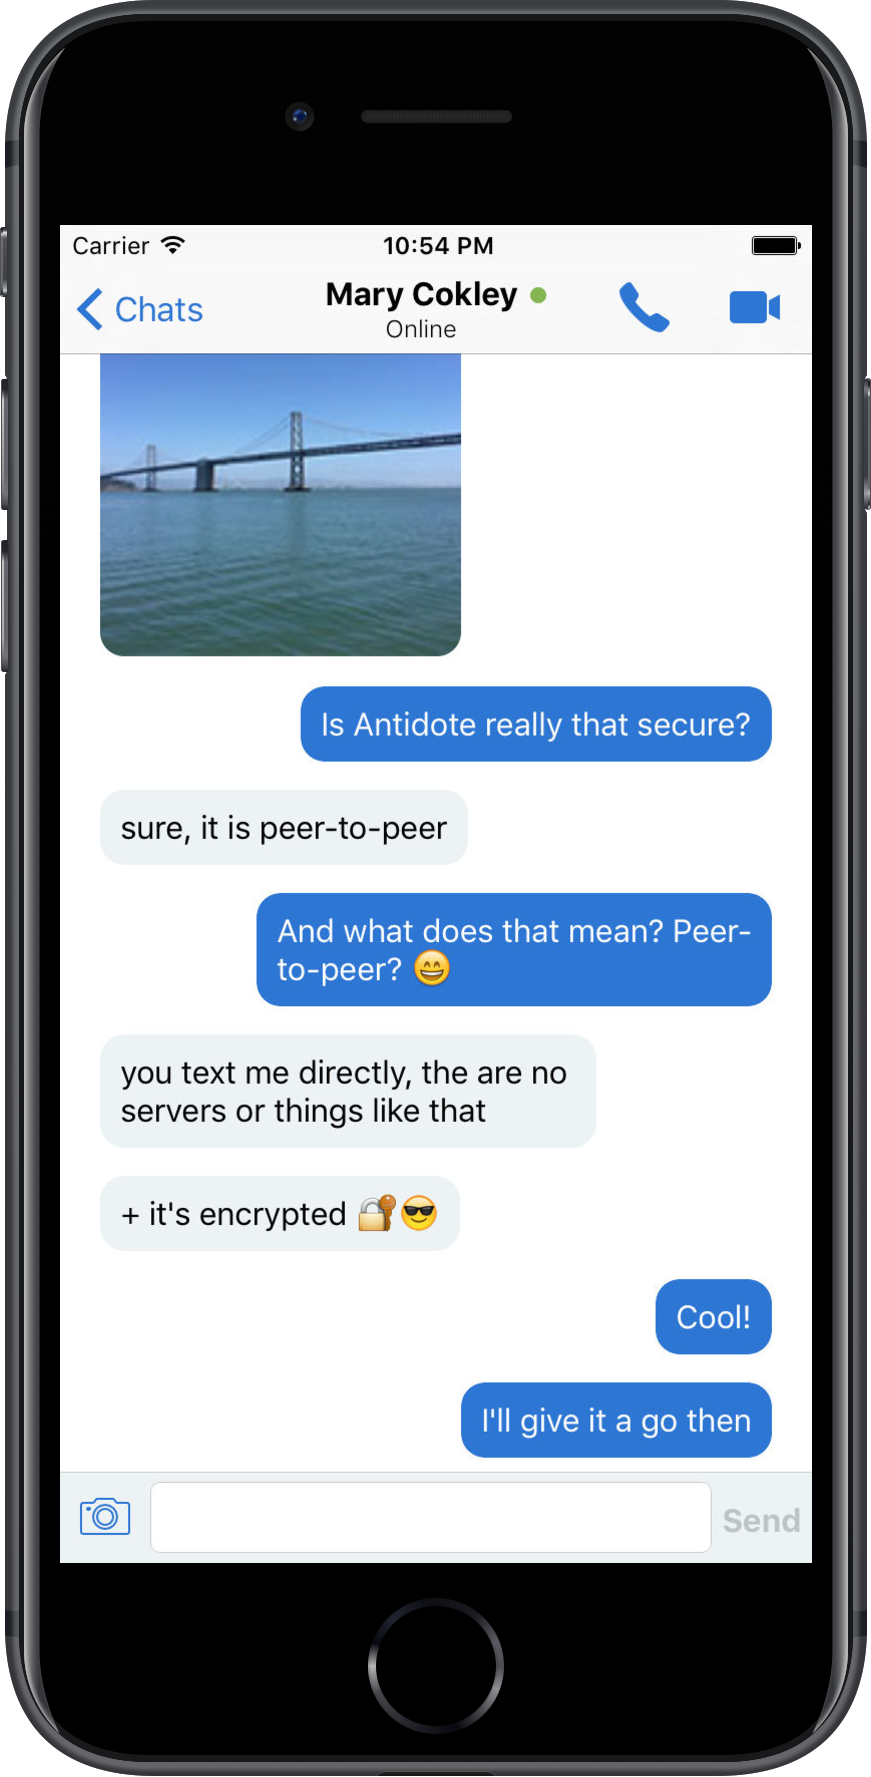 Carrier 10:54 PM
Chats Mary Cokley
Online
Is Antidote really that secure?
sure, it is peer-to-peer
And what does that mean? Peer-
to-peer? 😄
you text me directly, the are no
servers or things like that
+ it's encrypted 🔐😎
Cool!
I'll give it a go then
Send